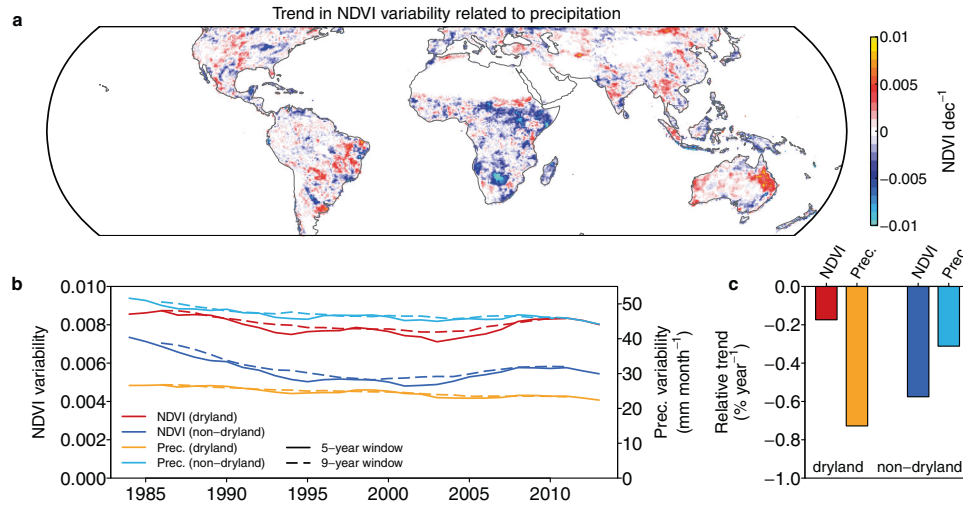 Trend in NDVI variability related to precipitation
a
0.01
0.005
0
−0.005
−0.01
NDVI dec⁻¹
b
0.010
0.008
0.006
0.004
0.002
0.000
NDVI variability
50
40
30
20
10
0
Prec. variability
(mm month⁻¹)
NDVI (dryland)
NDVI (non−dryland)
Prec. (dryland)
Prec. (non−dryland)
5−year window
9−year window
1985
1990
1995
2000
2005
2010
c
NDVI
Prec.
NDVI
Prec
0.0
−0.2
−0.4
−0.6
−0.8
−1.0
Relative trend
(% year⁻¹)
dryland
non−dryland